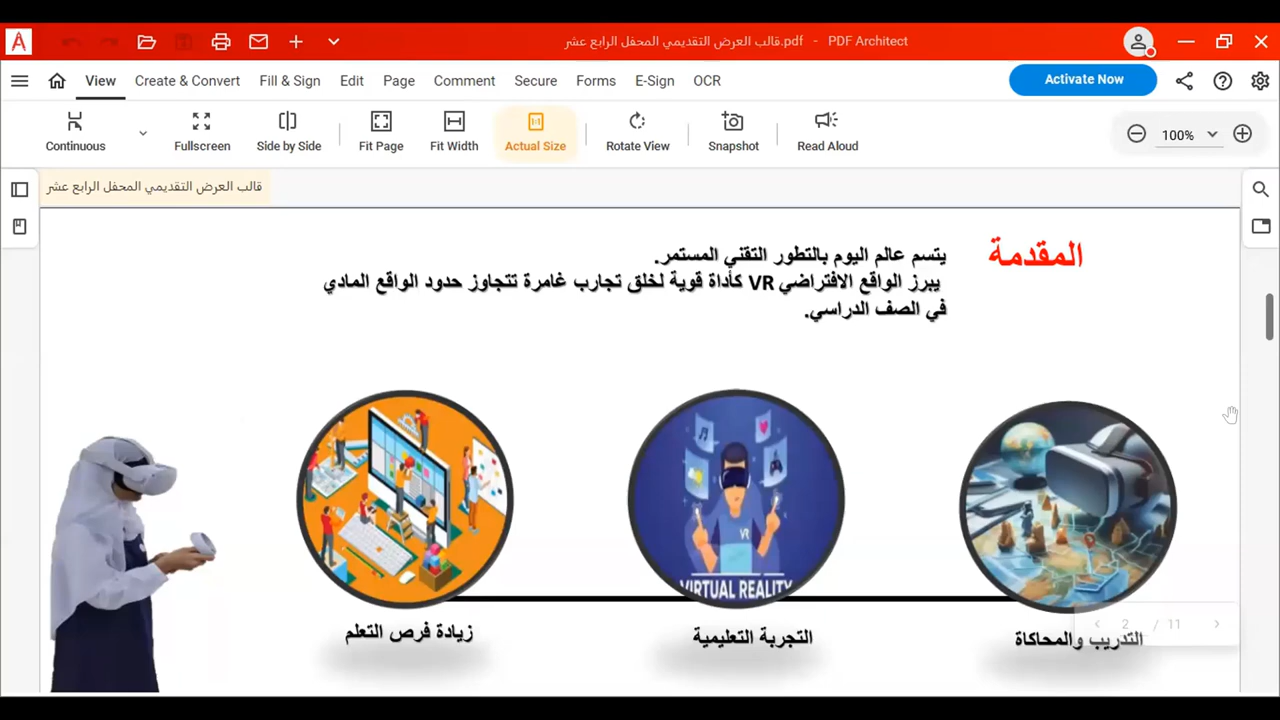 قالب العرض التقديمي المحفل الرابع عشر.pdf - PDF Architect
View Create & Convert Fill & Sign Edit Page Comment Secure Forms E-Sign OCR Activate Now
Continuous Fullscreen Side by Side Fit Page Fit Width Actual Size Rotate View Snapshot Read Aloud 100%
قالب العرض التقديمي المحفل الرابع عشر
المقدمة
يتسم عالم اليوم بالتطور التقني المستمر.
يبرز الواقع الافتراضي VR كأداة قوية لخلق تجارب غامرة تتجاوز حدود الواقع المادي
في الصف الدراسي.
VR
VIRTUAL REALITY
التدريب والمحاكاة
التجربة التعليمية
زيادة فرص التعلم
2 / 11